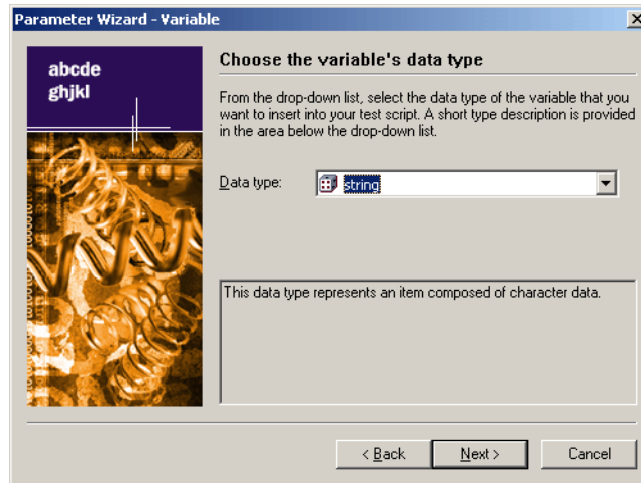 Parameter Wizard - Variable
abcde
ghjkl
Choose the variable's data type
From the drop-down list, select the data type of the variable that you
want to insert into your test script. A short type description is provided
in the area below the drop-down list.
Data type:
string
This data type represents an item composed of character data.
< Back
Next >
Cancel